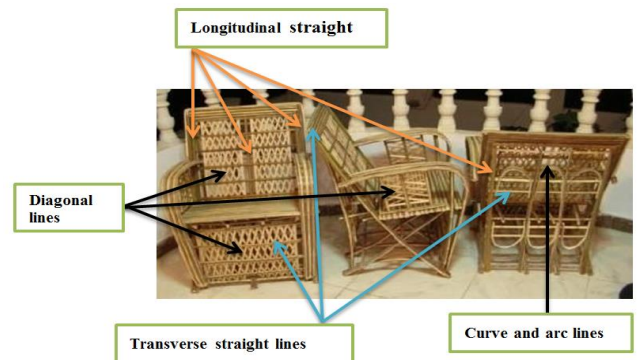 Longitudinal straight
Diagonal
lines
Transverse straight lines
Curve and arc lines